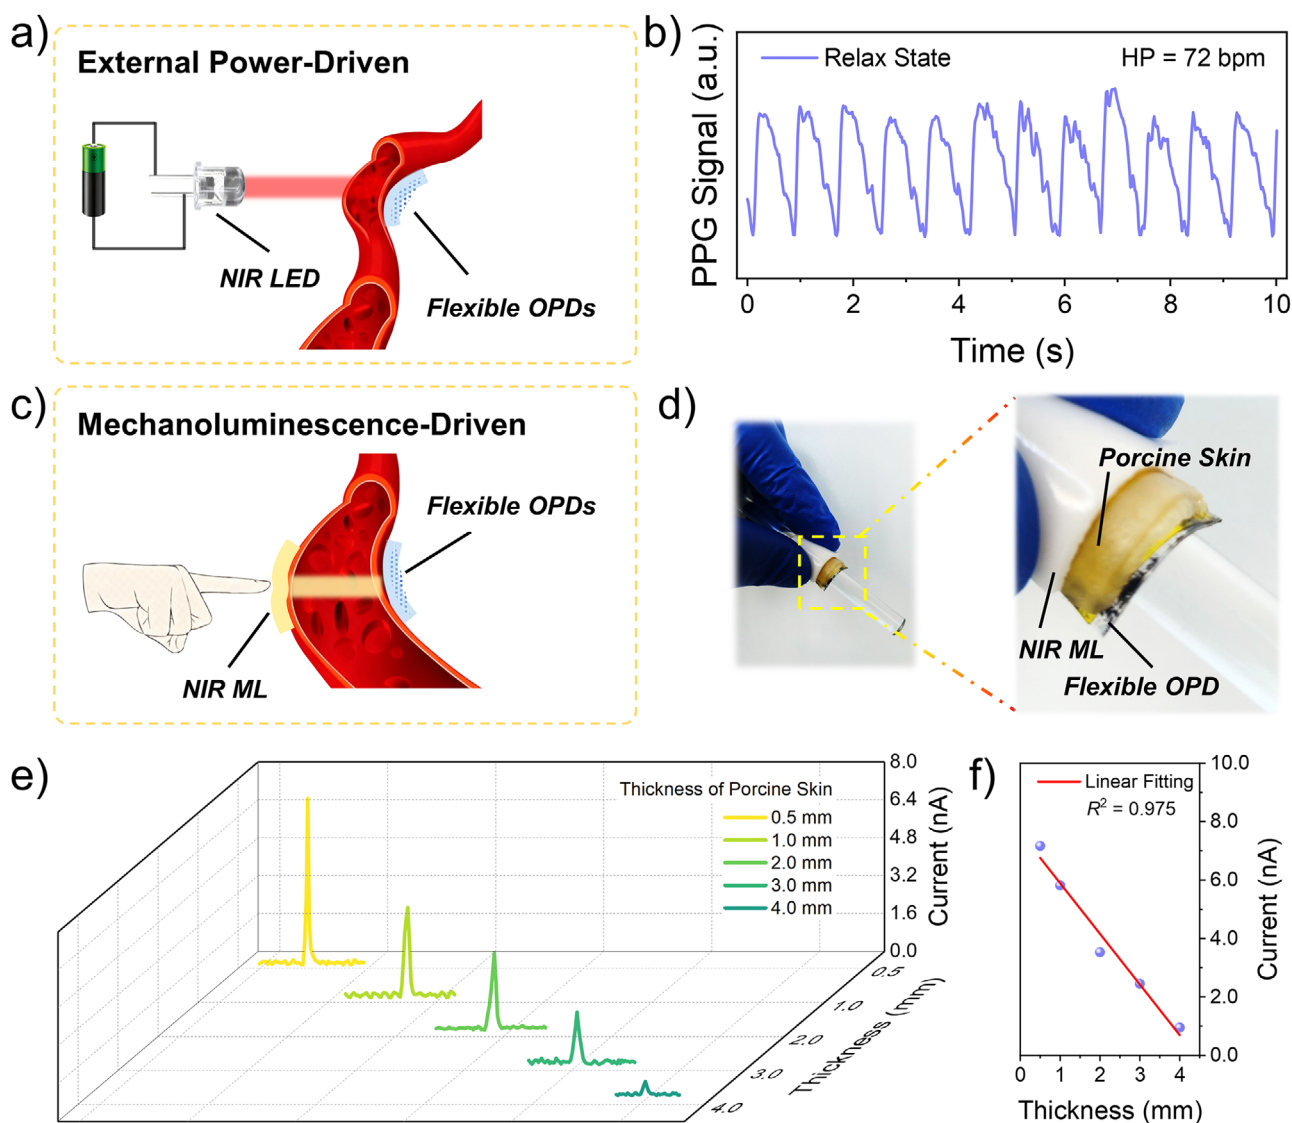 a)
External Power-Driven
NIR LED
Flexible OPDs
b)
PPG Signal (a.u.)
Relax State
HP = 72 bpm
0 2 4 6 8 10
Time (s)
c)
Mechanoluminescence-Driven
Flexible OPDs
NIR ML
d)
Porcine Skin
NIR ML
Flexible OPD
e)
Thickness of Porcine Skin
0.5 mm
1.0 mm
2.0 mm
3.0 mm
4.0 mm
8.0
6.4
4.8
3.2
1.6
0.0
Current (nA)
0.5
1.0
2.0
3.0
4.0
Thickness (mm)
f)
Linear Fitting
R² = 0.975
10.0
8.0
6.0
4.0
2.0
0.0
Current (nA)
0 1 2 3 4
Thickness (mm)